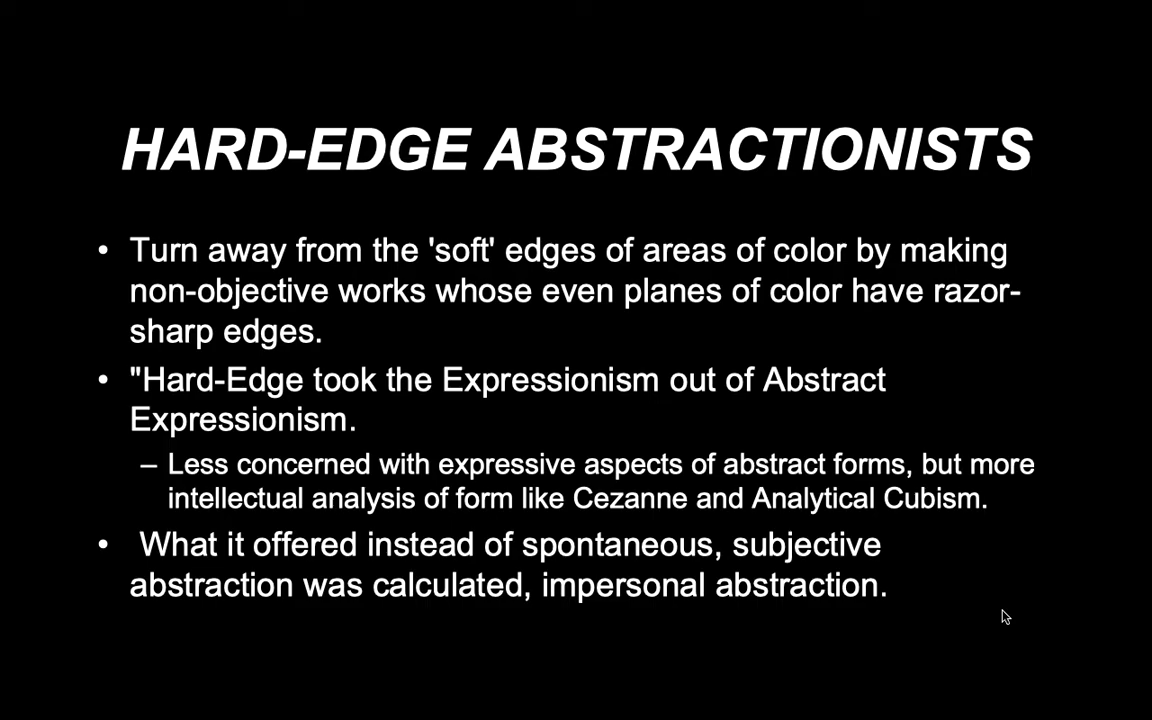 HARD-EDGE ABSTRACTIONISTS
• Turn away from the 'soft' edges of areas of color by making
non-objective works whose even planes of color have razor-
sharp edges.
• "Hard-Edge took the Expressionism out of Abstract
Expressionism.
– Less concerned with expressive aspects of abstract forms, but more
intellectual analysis of form like Cezanne and Analytical Cubism.
• What it offered instead of spontaneous, subjective
abstraction was calculated, impersonal abstraction.